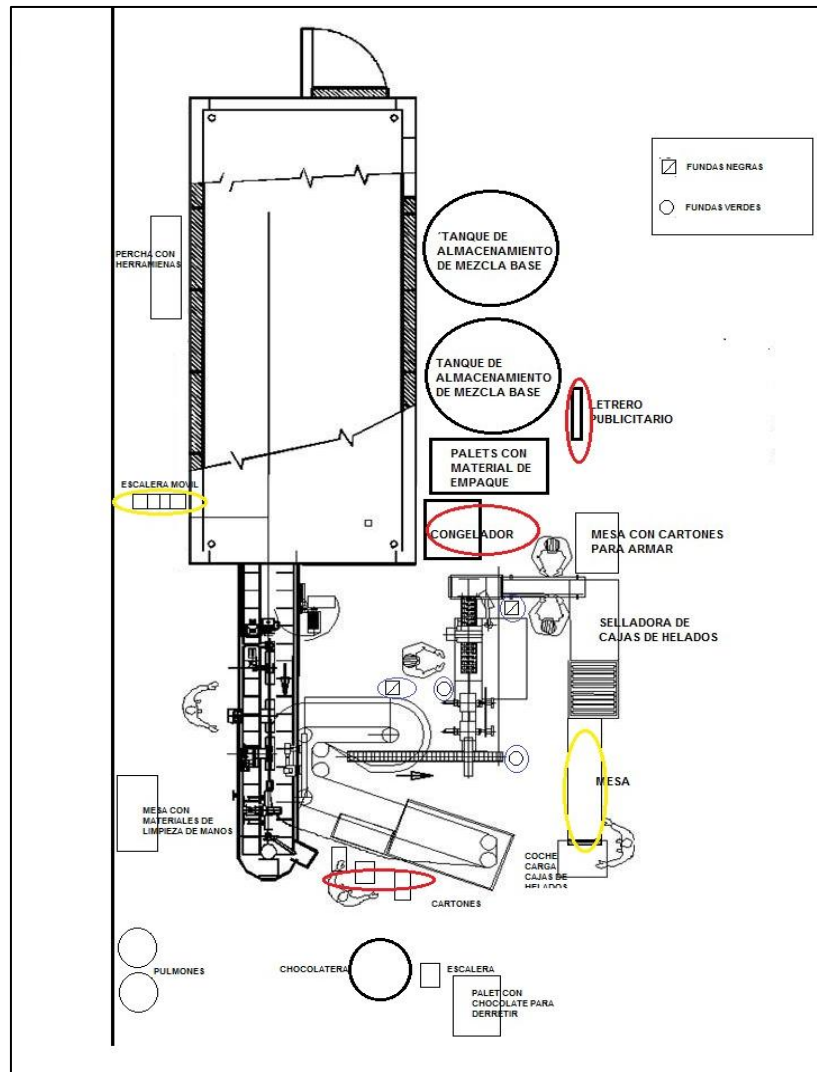 FUNDAS NEGRAS
FUNDAS VERDES
'TANQUE DE
ALMACENAMIENTO
DE MEZCLA BASE
PERCHA CON
HERRAMIENAS
TANQUE DE
ALMACENAMIENTO
DE MEZCLA BASE
LETRERO
PUBLICITARIO
PALETS CON
MATERIAL DE
EMPAQUE
ESCALERA MOVIL
CONGELADOR
MESA CON CARTONES
PARA ARMAR
SELLADORA DE
CAJAS DE HELADOS
MESA
MESA CON
MATERIALES DE
LIMPIEZA DE MANOS
COCHE
CARGA
CAJAS DE
HELADOS
CARTONES
PULMONES
CHOCOLATERA
ESCALERA
PALET CON
CHOCOLATE PARA
DERRETIR